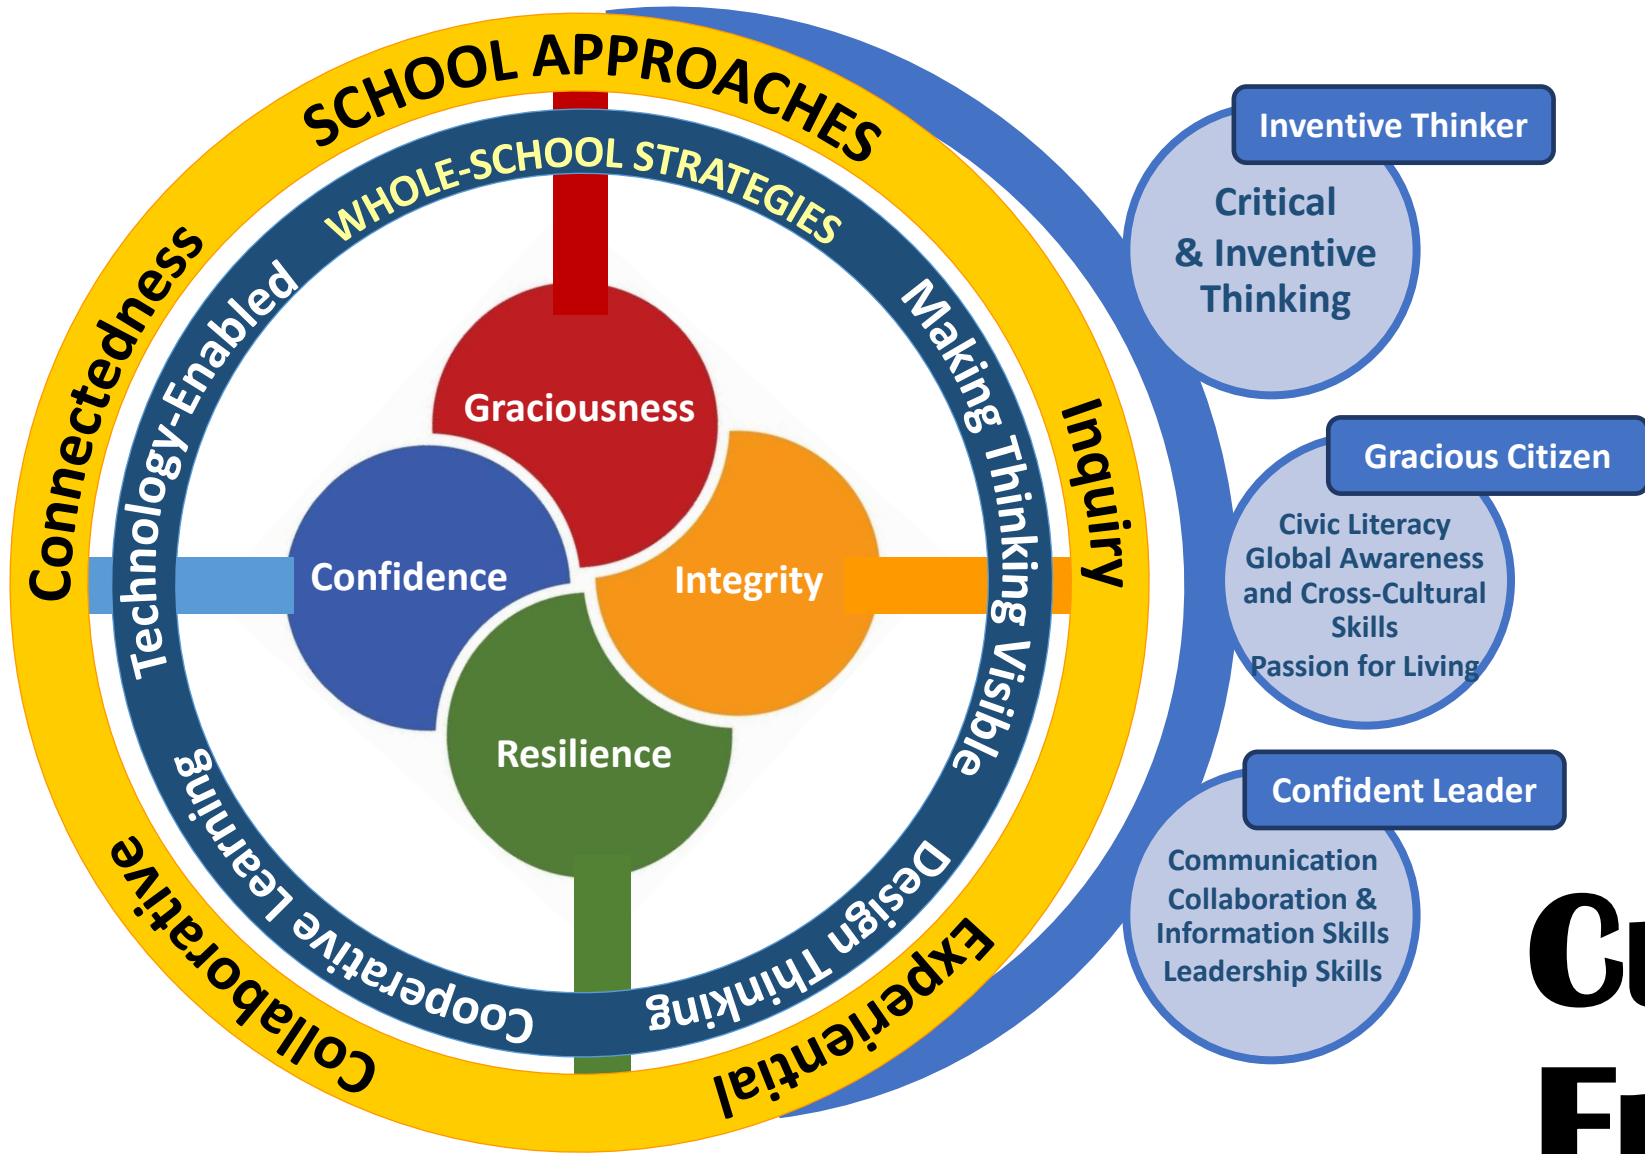 SCHOOL APPROACHES
WHOLE-SCHOOL STRATEGIES
Connectedness
Technology-Enabled
Making Thinking Visible
Inquiry
Graciousness
Confidence
Integrity
Resilience
Cooperative Learning
Design Thinking
Collaborative
Experiential
Inventive Thinker
Critical
& Inventive
Thinking
Gracious Citizen
Civic Literacy
Global Awareness
and Cross-Cultural
Skills
Passion for Living
Confident Leader
Communication
Collaboration &
Information Skills
Leadership Skills